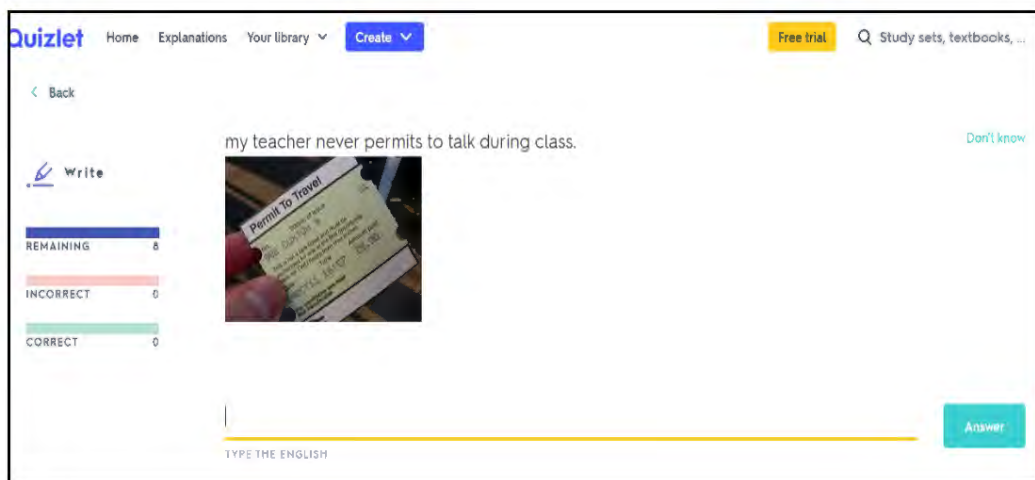 Quizlet Home Explanations Your library Create Free trial Study sets, textbooks, ...
Back
my teacher never permits to talk during class.
Don't know
Write
Permit To Travel
REMAINING 8
INCORRECT 0
CORRECT 0
Answer
TYPE THE ENGLISH